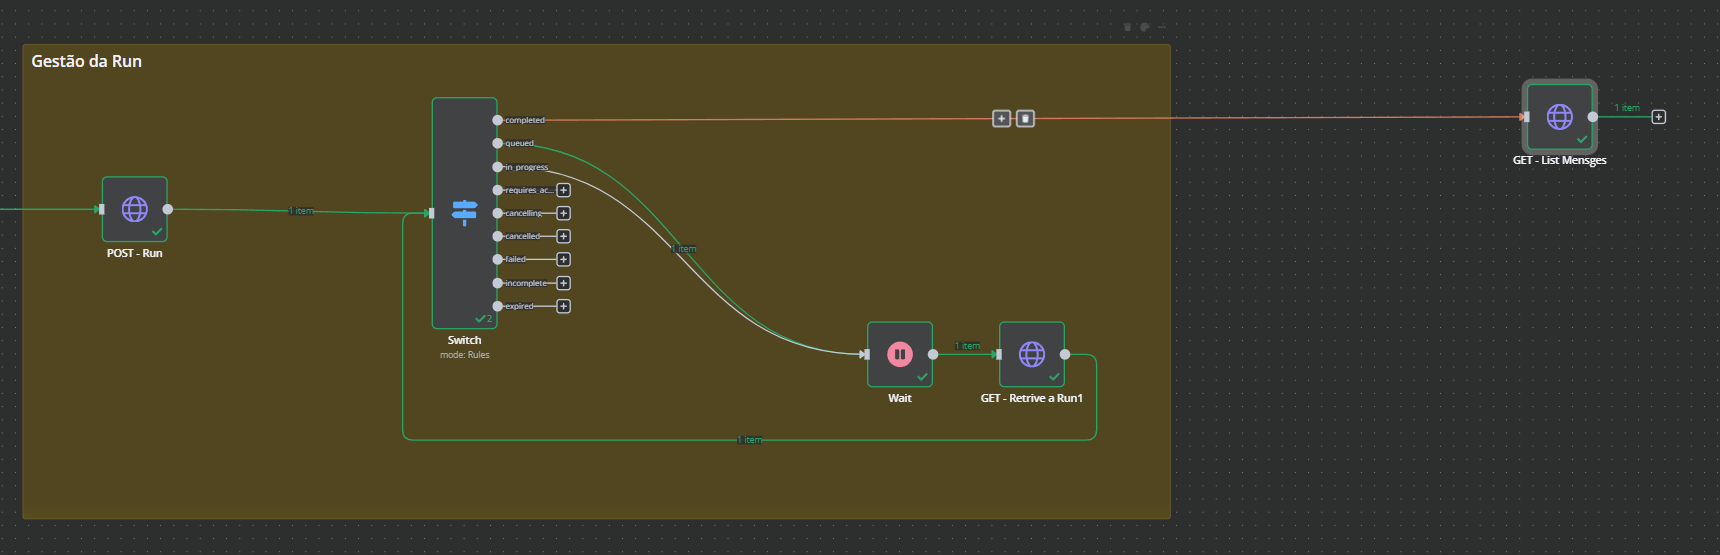 Gestão da Run
completed
queued
in_progress
requires_ac...
cancelling
cancelled
failed
incomplete
expired
2
Switch
mode: Rules
POST - Run
1 item
1 item
Wait
1 item
GET - Retrive a Run1
1 item
GET - List Mensges
1 item